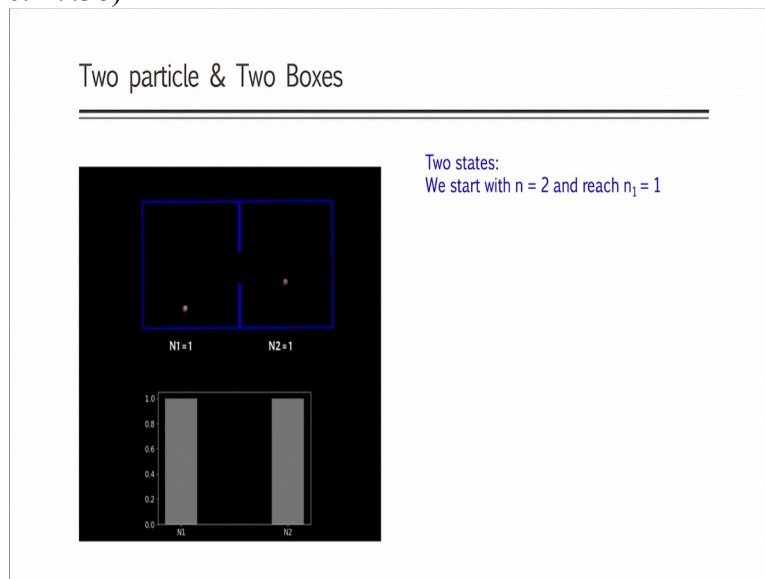 Two particle & Two Boxes
Two states:
We start with n = 2 and reach n₁ = 1
N1=1 N2=1
1.0
0.8
0.6
0.4
0.2
0.0
N1 N2